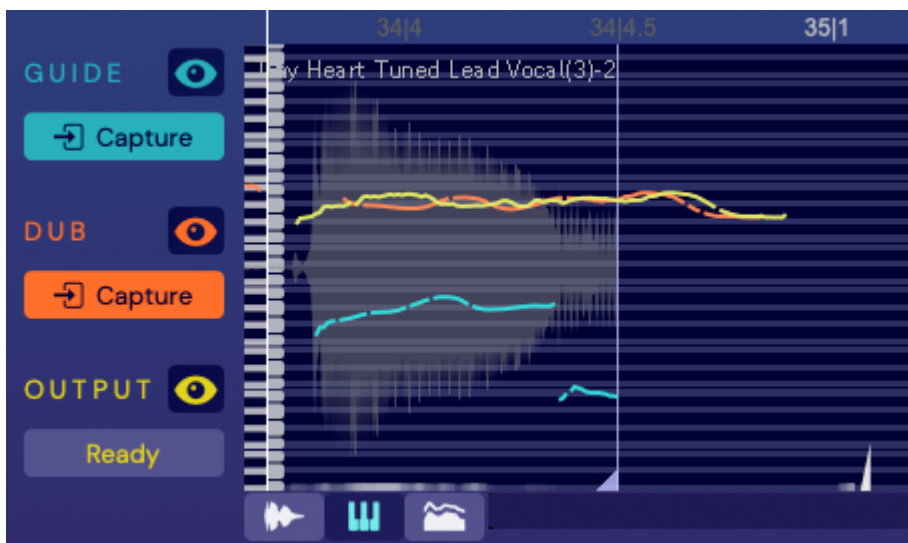 34|4
34|4.5
35|1
GUIDE
Heart Tuned Lead Vocal(3)-2
Capture
DUB
Capture
OUTPUT
Ready